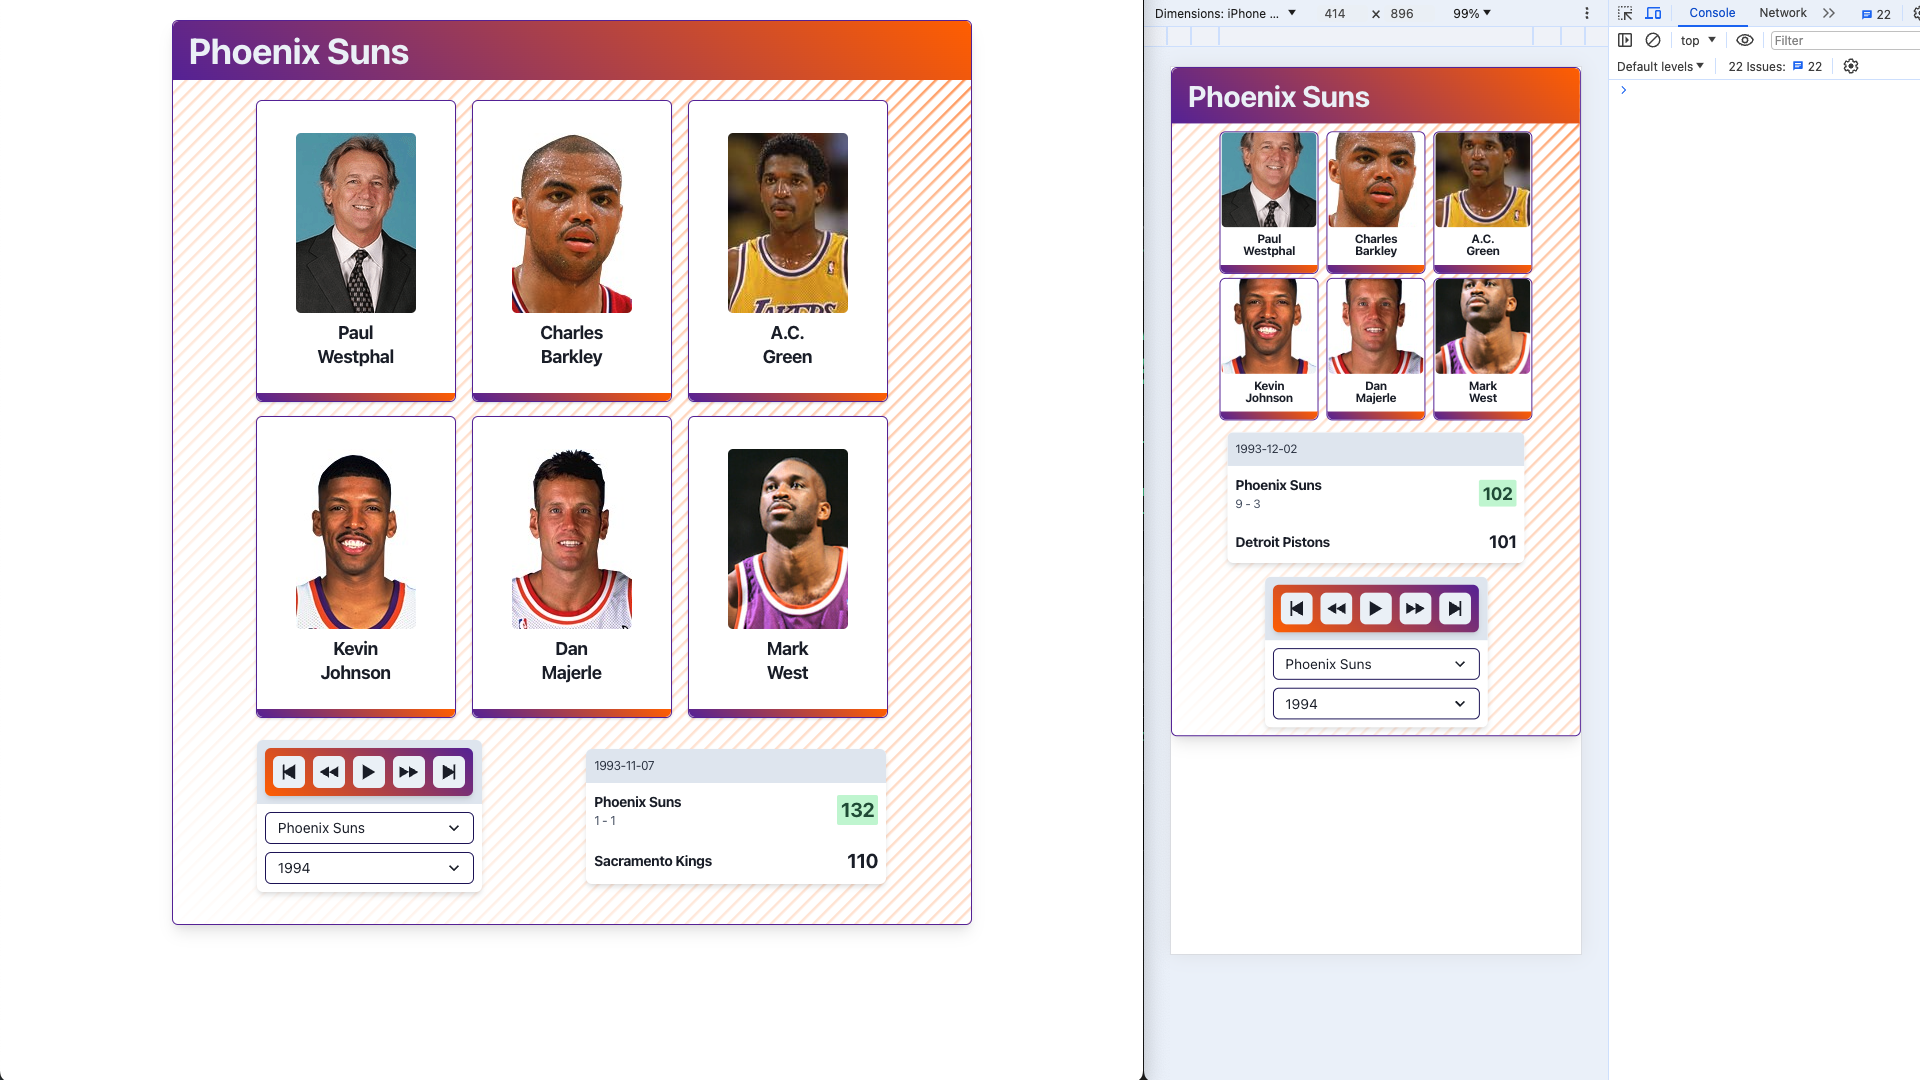 Phoenix Suns
Paul
Westphal
Charles
Barkley
A.C.
Green
LAKERS
Kevin
Johnson
Dan
Majerle
Mark
West
Phoenix Suns
1994
1993-11-07
Phoenix Suns
1 - 1
132
Sacramento Kings
110
Dimensions: iPhone ...
414
×
896
99%
Phoenix Suns
Paul
Westphal
Charles
Barkley
A.C.
Green
Kevin
Johnson
Dan
Majerle
Mark
West
1993-12-02
Phoenix Suns
9 - 3
102
Detroit Pistons
101
Phoenix Suns
1994
Console
Network
22
top
Filter
Default levels
22 Issues:
22